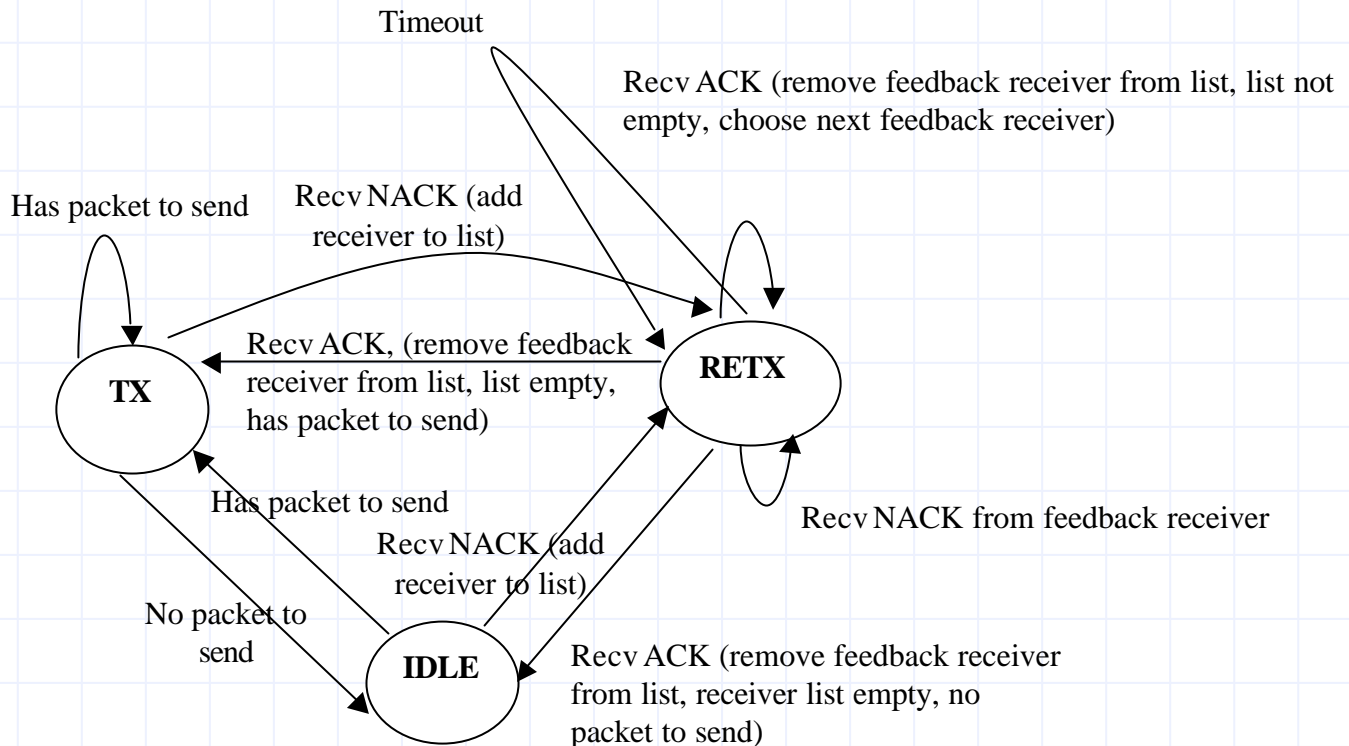 Timeout
Recv ACK (remove feedback receiver from list, list not
empty, choose next feedback receiver)
Has packet to send
Recv NACK (add
receiver to list)
Recv ACK, (remove feedback
receiver from list, list empty,
has packet to send)
TX
RETX
Has packet to send
Recv NACK from feedback receiver
Recv NACK (add
receiver to list)
No packet to
send
IDLE
Recv ACK (remove feedback receiver
from list, receiver list empty, no
packet to send)